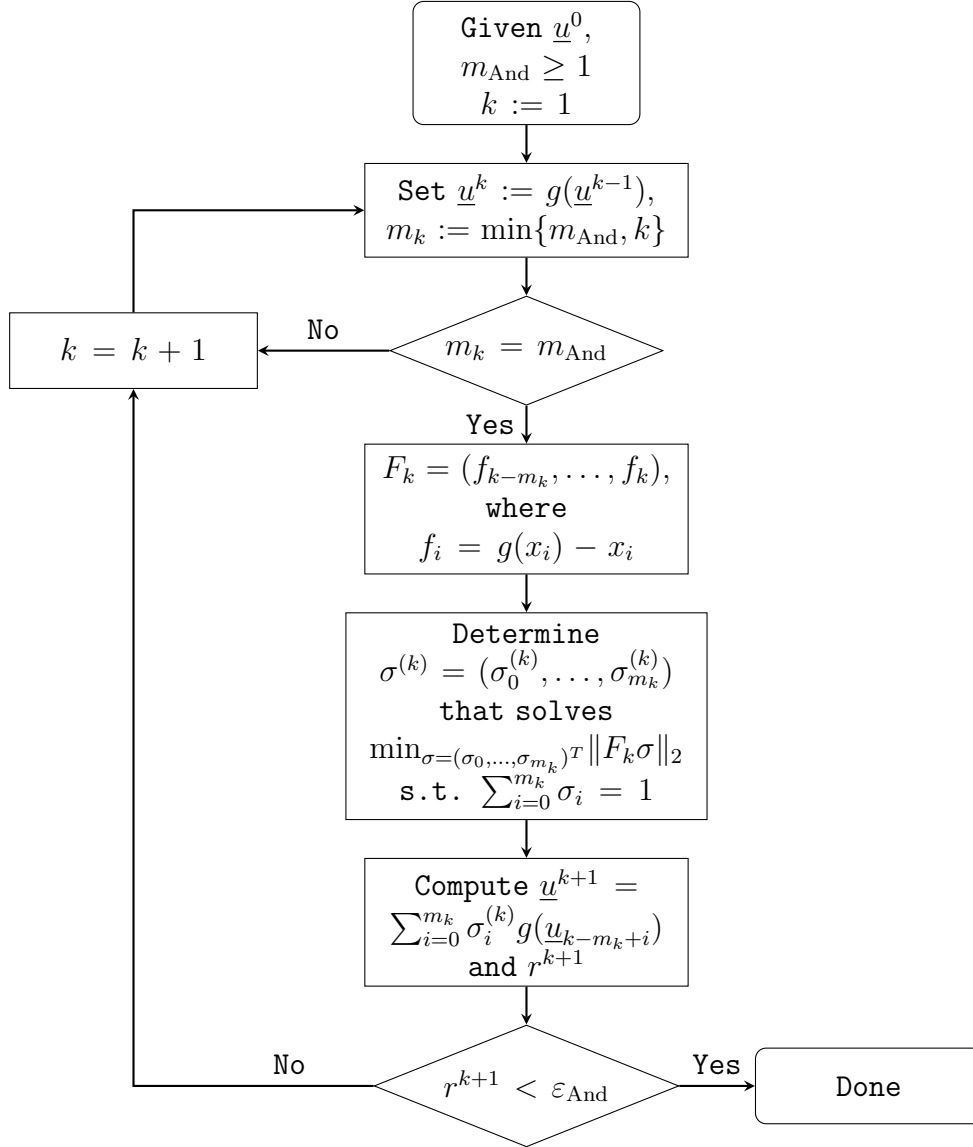 Given u̲⁰,
m_And ≥ 1
k := 1
Set u̲ᵏ := g(u̲ᵏ⁻¹),
m_k := min{m_And, k}
No
k = k + 1
m_k = m_And
Yes
F_k = (f_{k−m_k}, …, f_k),
where
f_i = g(x_i) − x_i
Determine
σ^{(k)} = (σ_0^{(k)}, …, σ_{m_k}^{(k)})
that solves
min_{σ=(σ_0,…,σ_{m_k})^T} ‖F_k σ‖_2
s.t. ∑_{i=0}^{m_k} σ_i = 1
Compute u̲^{k+1} =
∑_{i=0}^{m_k} σ_i^{(k)} g(u̲_{k−m_k+i})
and r^{k+1}
No
r^{k+1} < ε_And
Yes
Done